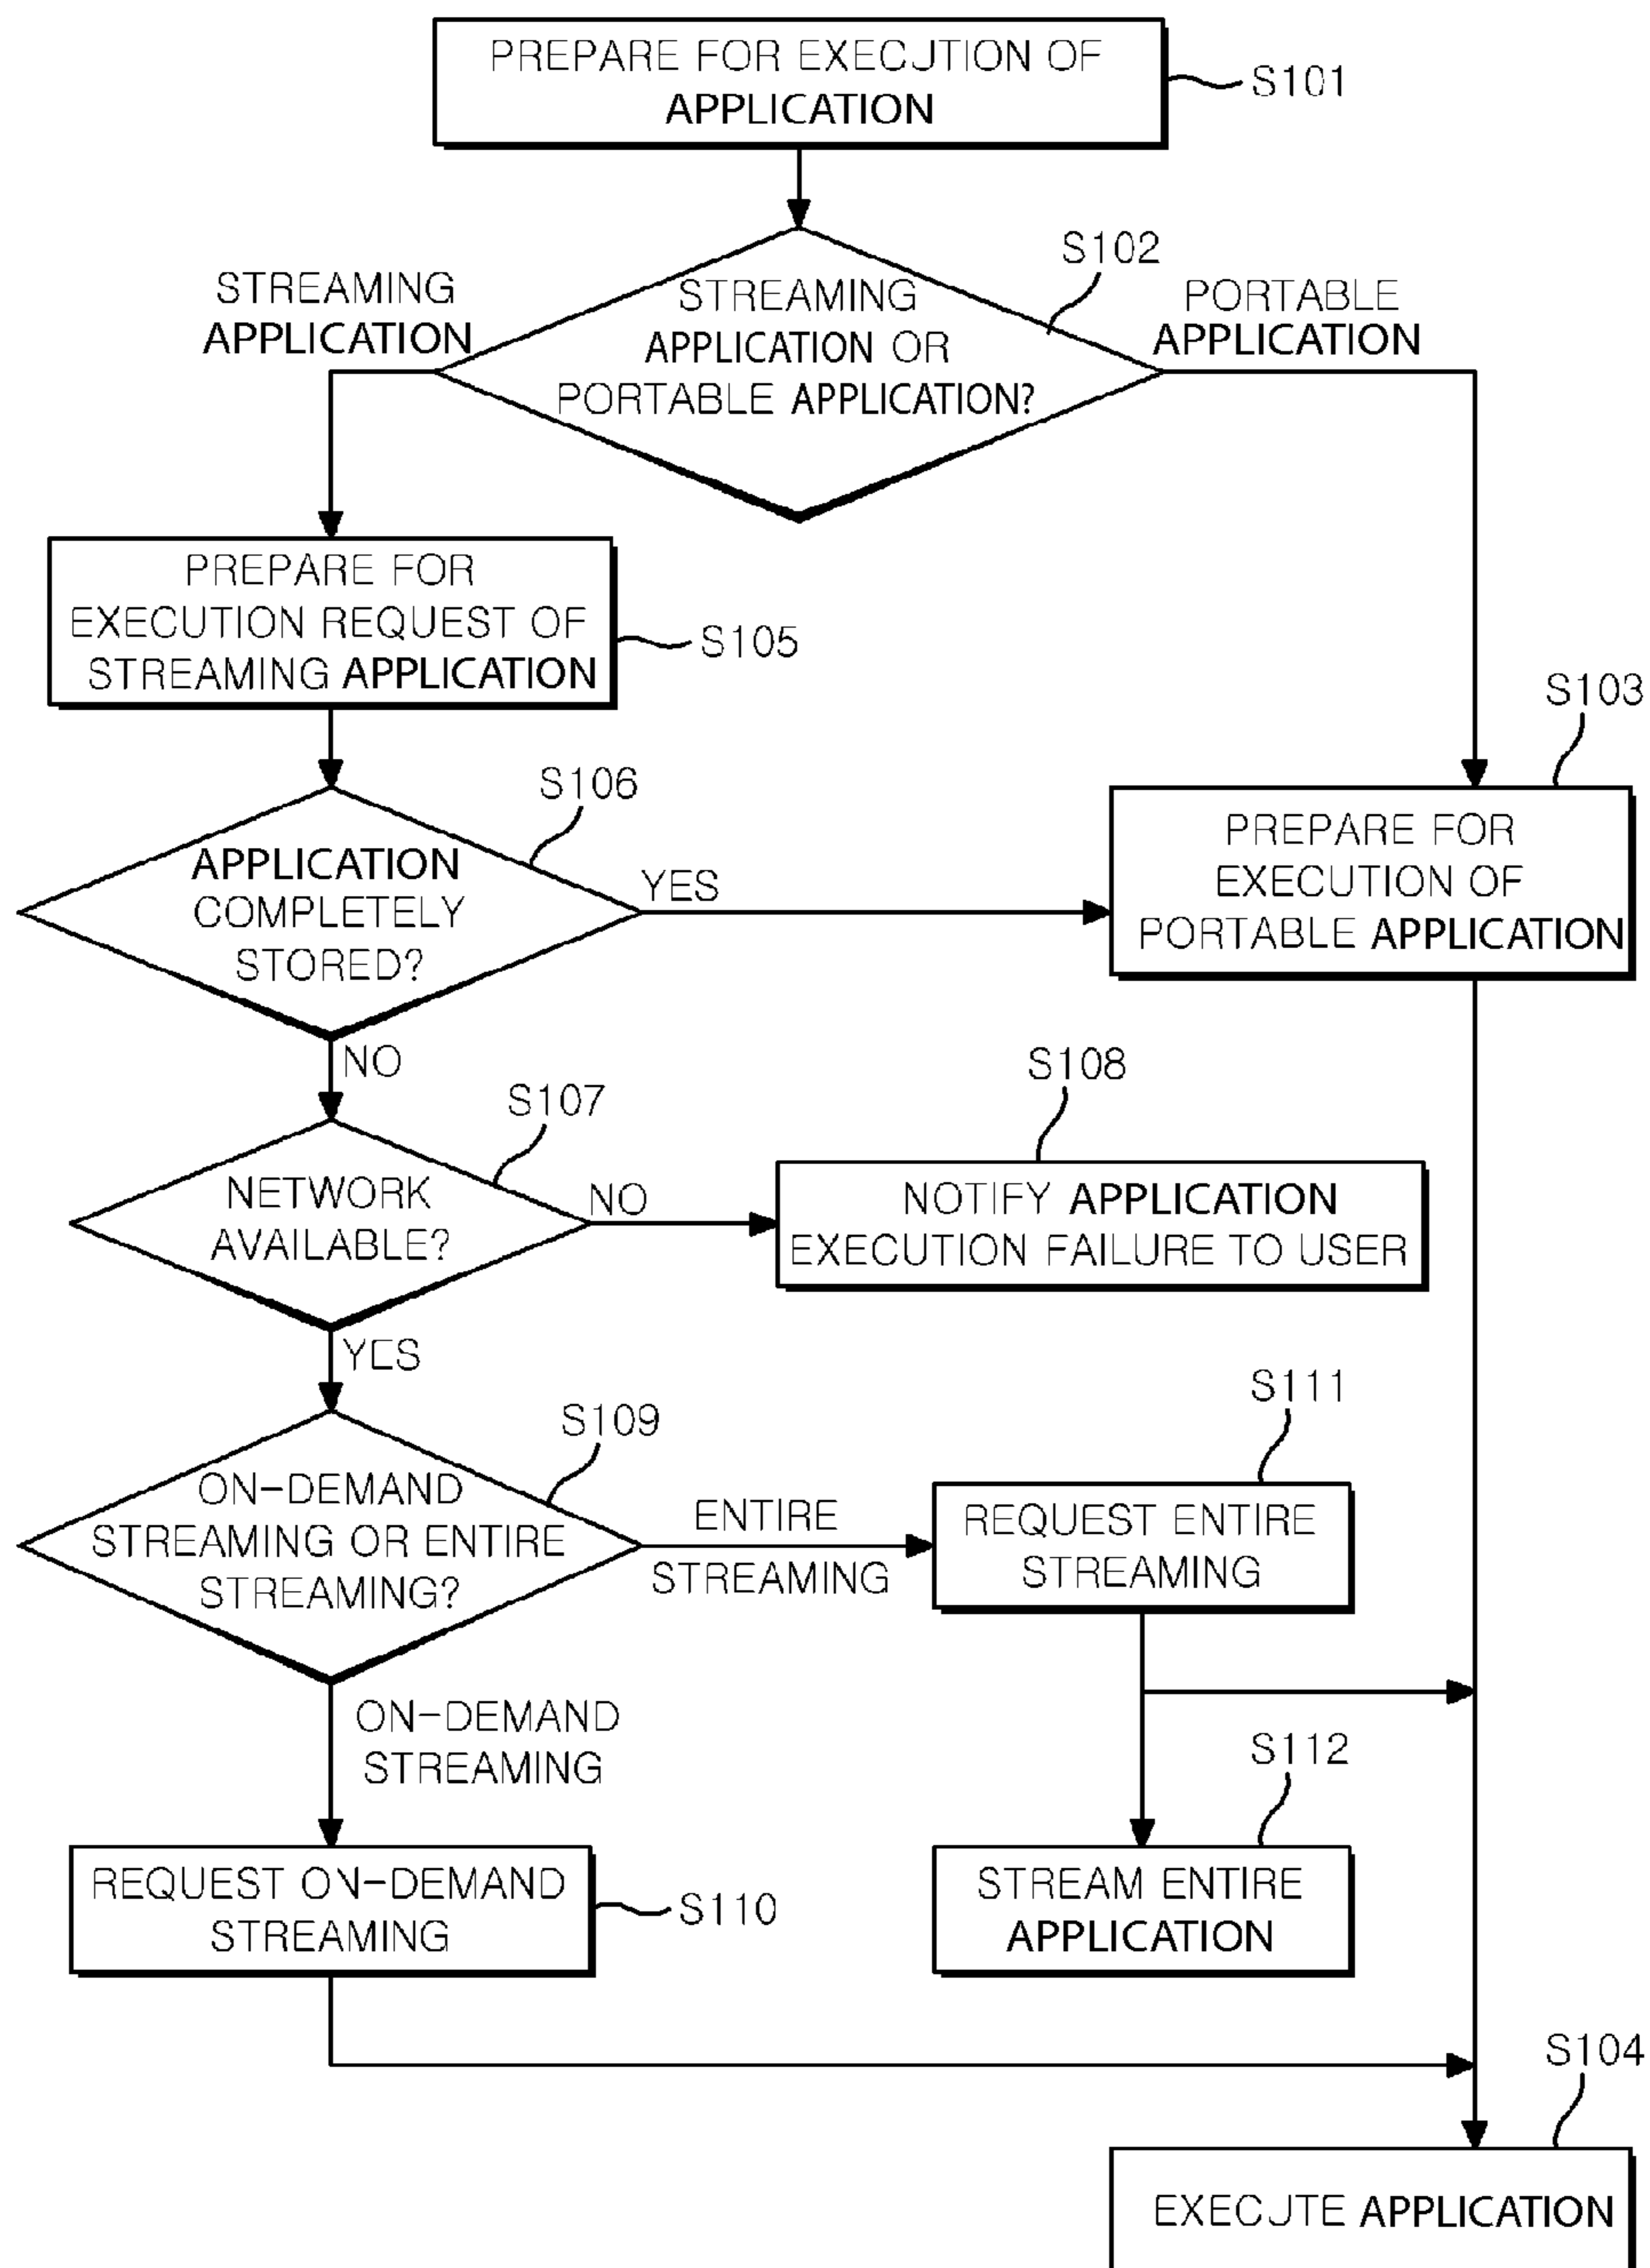 PREPARE FOR EXECUTION OF
APPLICATION
S101
S102
STREAMING
APPLICATION
STREAMING
APPLICATION OR
PORTABLE APPLICATION?
PORTABLE
APPLICATION
PREPARE FOR
EXECUTION REQUEST OF
STREAMING APPLICATION
S105
S103
S106
APPLICATION
COMPLETELY
STORED?
YES
PREPARE FOR
EXECUTION OF
PORTABLE APPLICATION
NO
S107
S108
NETWORK
AVAILABLE?
NO
NOTIFY APPLICATION
EXECUTION FAILURE TO USER
YES
S109
S111
ON-DEMAND
STREAMING OR ENTIRE
STREAMING?
ENTIRE
STREAMING
REQUEST ENTIRE
STREAMING
ON-DEMAND
STREAMING
S112
REQUEST ON-DEMAND
STREAMING
S110
STREAM ENTIRE
APPLICATION
S104
EXECUTE APPLICATION